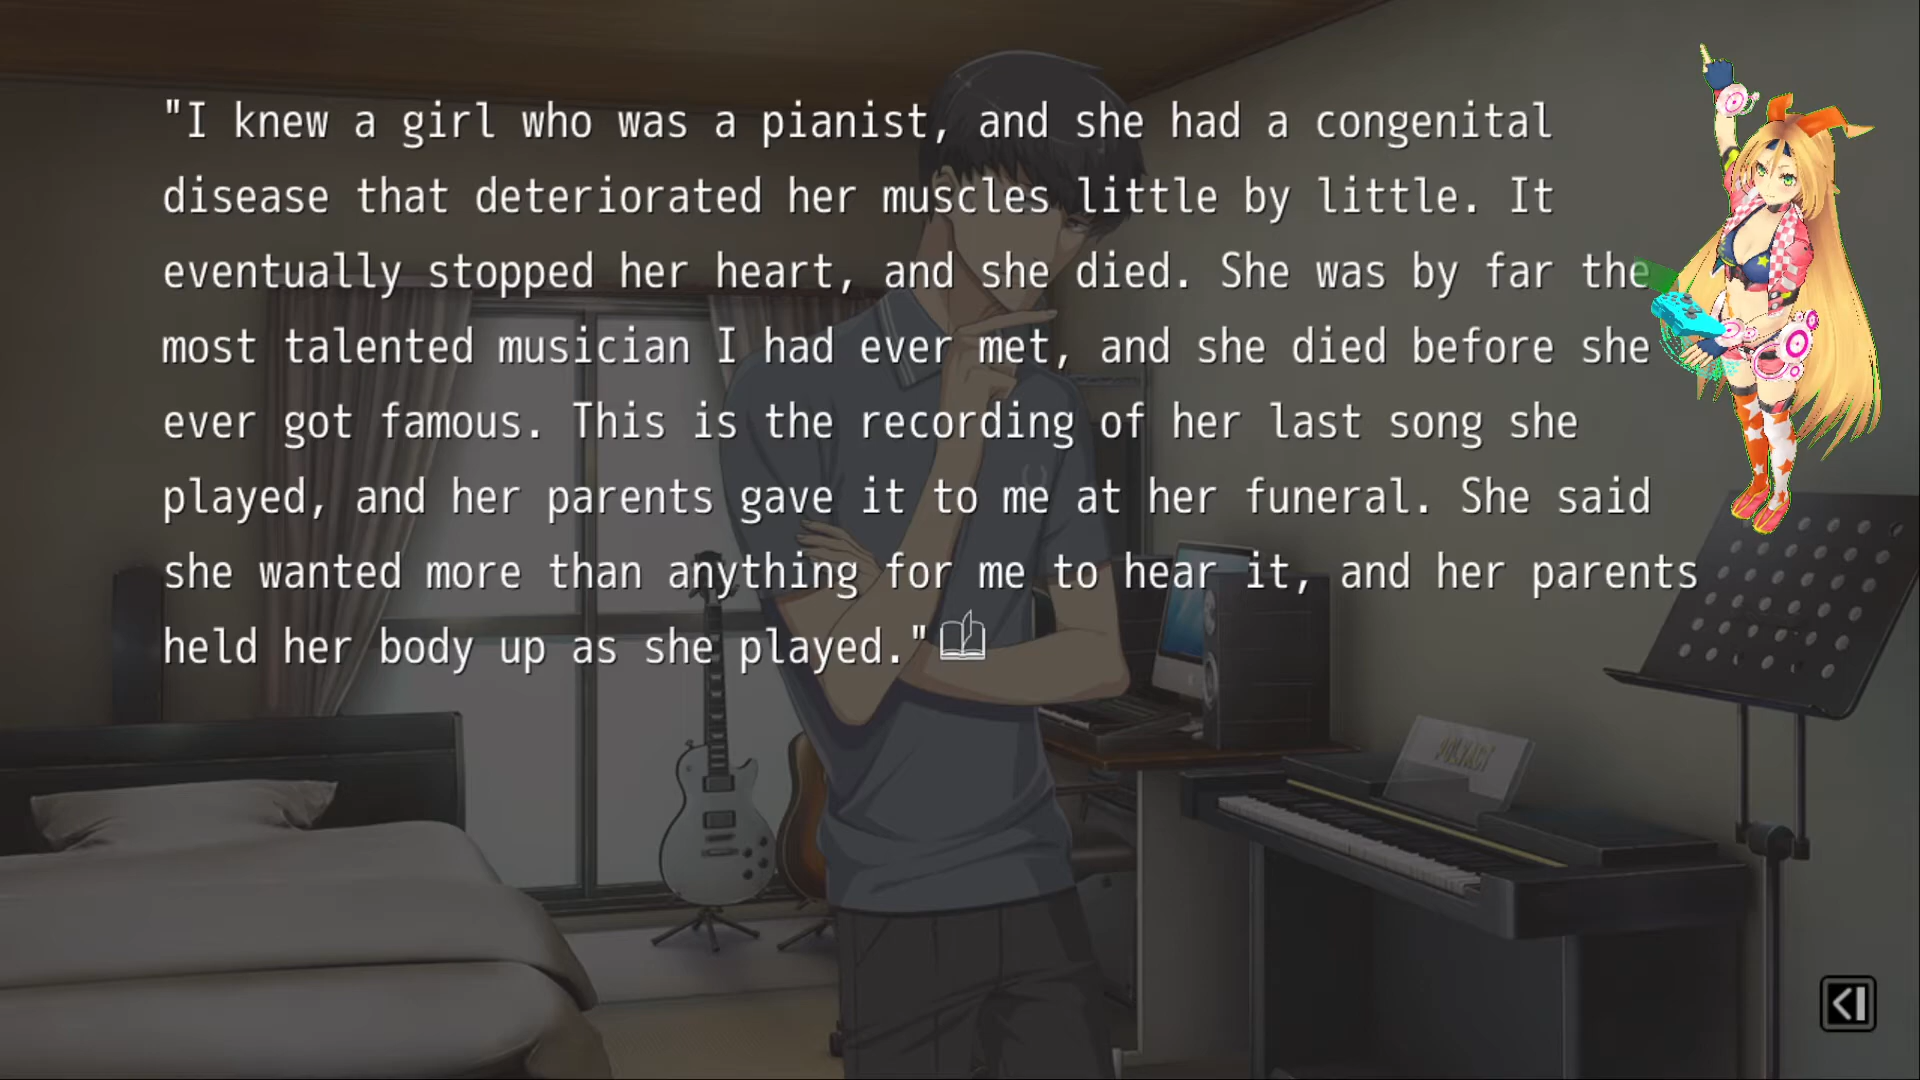 "I knew a girl who was a pianist, and she had a congenital
disease that deteriorated her muscles little by little. It
eventually stopped her heart, and she died. She was by far the
most talented musician I had ever met, and she died before she
ever got famous. This is the recording of her last song she
played, and her parents gave it to me at her funeral. She said
she wanted more than anything for me to hear it, and her parents
held her body up as she played."